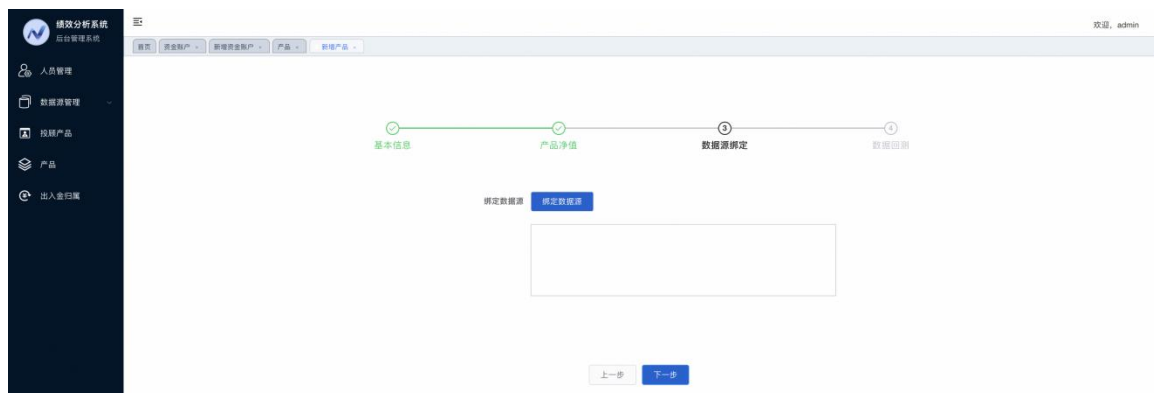 绩效分析系统
后台管理系统
欢迎，admin
首页 资金账户 × 新增资金账户 × 产品 × 新增产品 ×
人员管理
数据源管理
投顾产品
产品
出入金归属
3 4
基本信息 产品净值 数据源绑定 数据回测
绑定数据源 绑定数据源
上一步 下一步